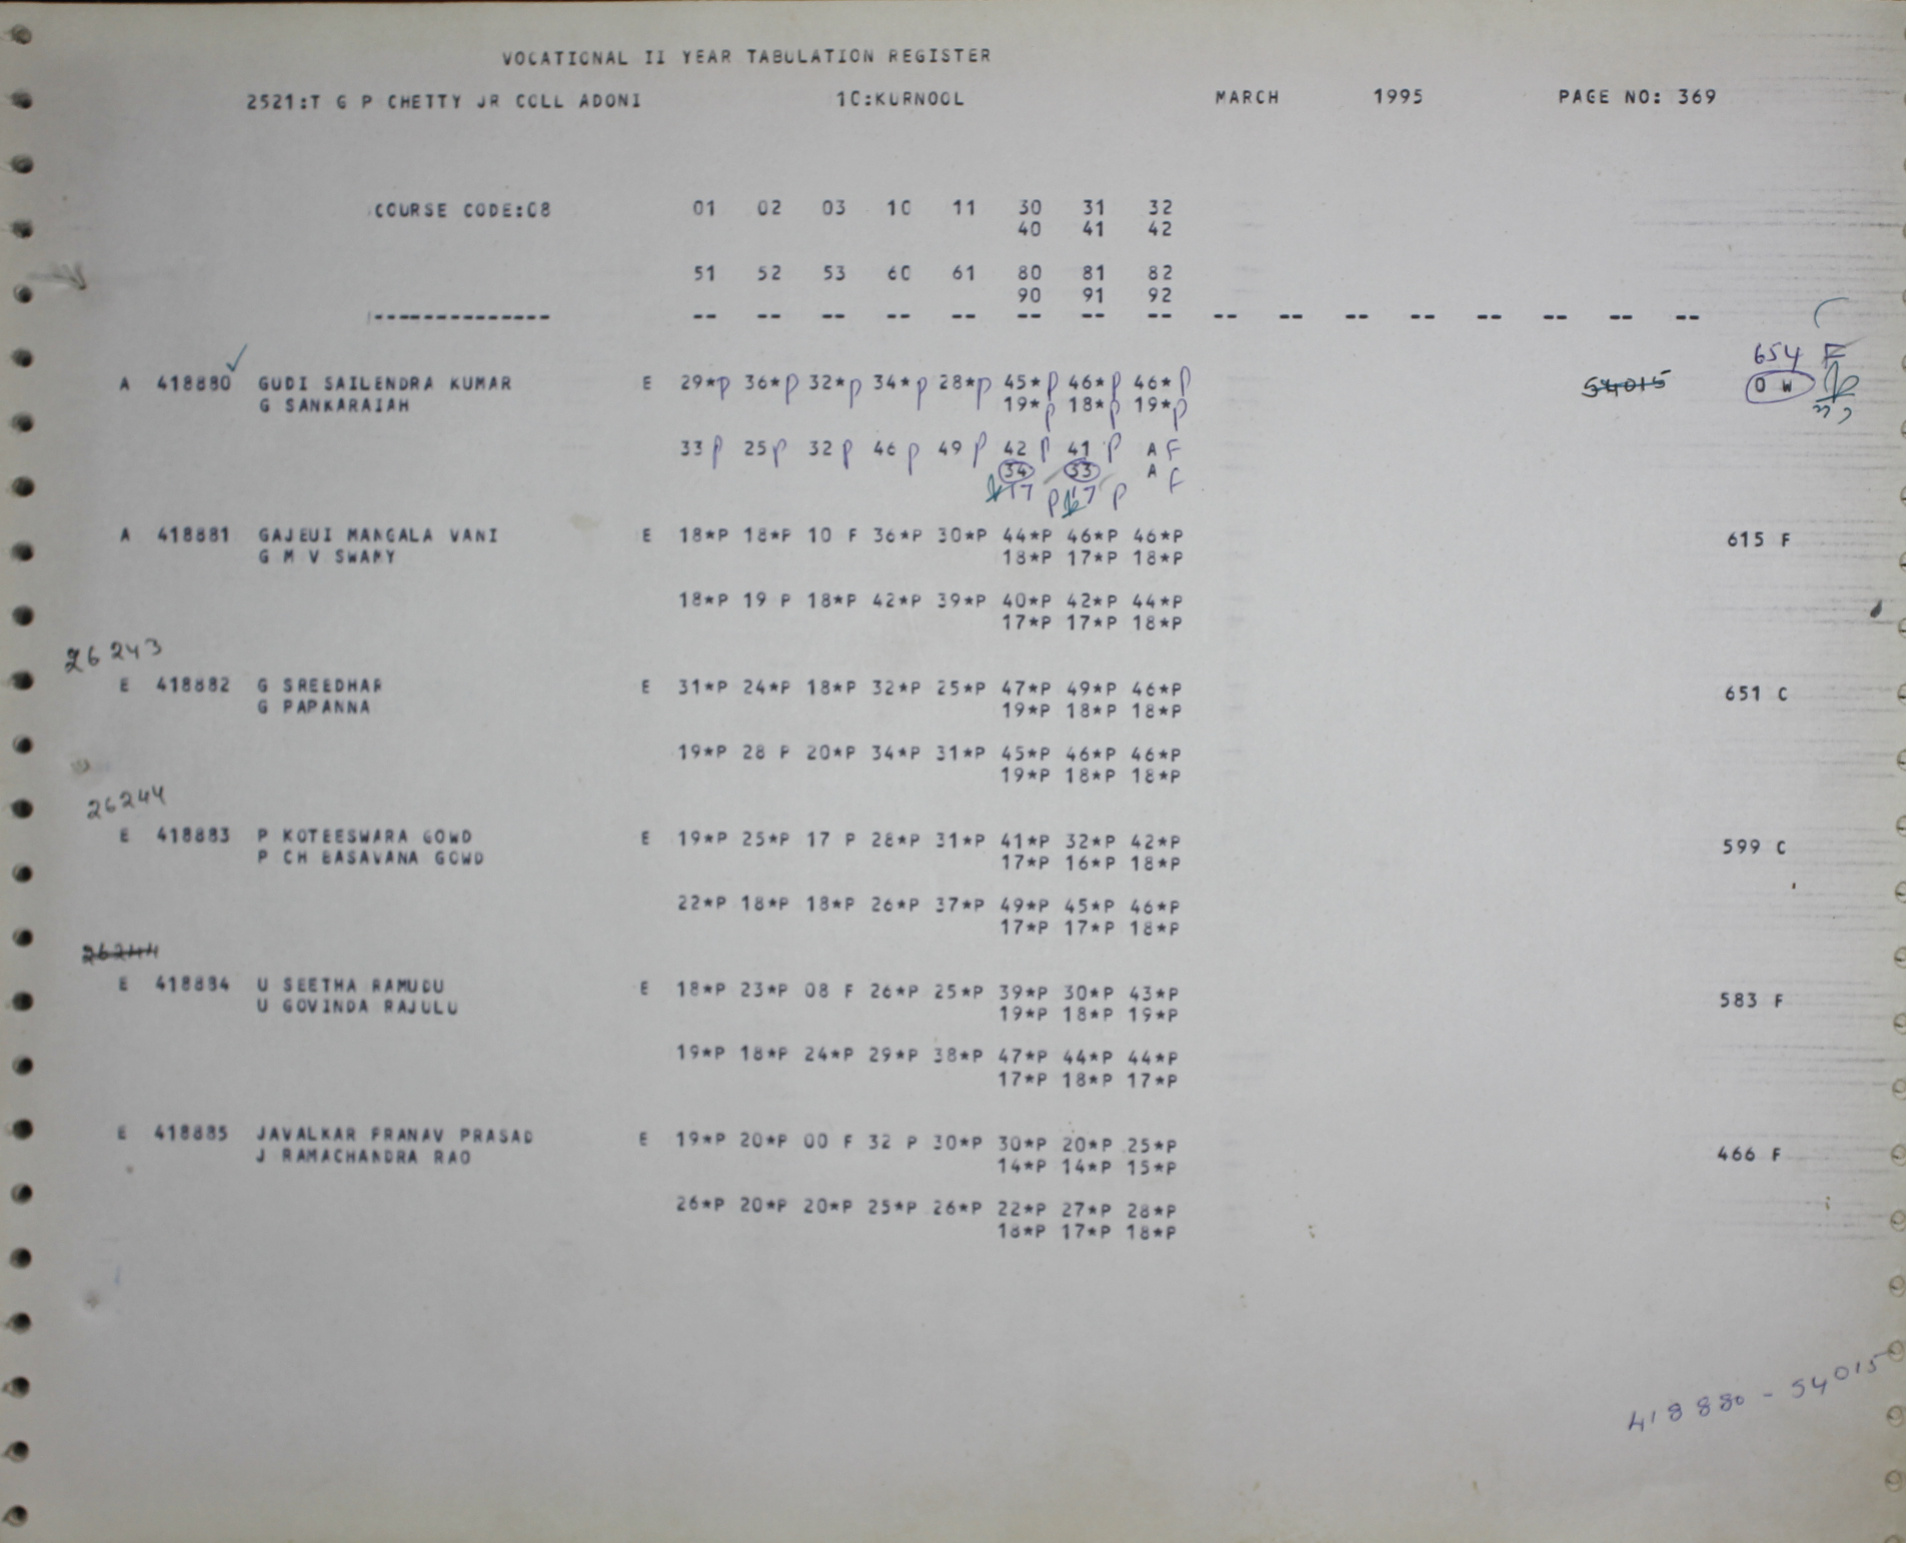 VOCATIONAL II YEAR TABULATION REGISTER
2521:T G P CHETTY JR COLL ADONI 10:KURNOOL MARCH 1995 PAGE NO: 369
COURSE CODE:08 01 02 03 10 11 30 31 32
40 41 42
51 52 53 60 61 80 81 82
90 91 92
-------------- -- -- -- -- -- -- -- -- -- -- -- -- -- -- -- --
654 F
A 418880 GUDI SAILENDRA KUMAR E 29*P 36*P 32*P 34*P 28*P 45*P 46*P 46*P 54015 0 W
G SANKARAIAH 19*P 18*P 19*P
33 P 25 P 32 P 46 P 49 P 42 P 41 P A F
34 33 A F
17 P 17 P
A 418881 GAJEUI MANGALA VANI E 18*P 18*P 10 F 36*P 30*P 44*P 46*P 46*P 615 F
G M V SWAMY 18*P 17*P 18*P
18*P 19 P 18*P 42*P 39*P 40*P 42*P 44*P
17*P 17*P 18*P
26243
E 418882 G SREEDHAR E 31*P 24*P 18*P 32*P 25*P 47*P 49*P 46*P 651 C
G PAPANNA 19*P 18*P 18*P
19*P 28 P 20*P 34*P 31*P 45*P 46*P 46*P
19*P 18*P 18*P
26244
E 418883 P KOTEESWARA GOWD E 19*P 25*P 17 P 28*P 31*P 41*P 32*P 42*P 599 C
P CH BASAVANA GOWD 17*P 16*P 18*P
22*P 18*P 18*P 26*P 37*P 49*P 45*P 46*P
17*P 17*P 18*P
26244
E 418884 U SEETHA RAMUDU E 18*P 23*P 08 F 26*P 25*P 39*P 30*P 43*P 583 F
U GOVINDA RAJULU 19*P 18*P 19*P
19*P 18*P 24*P 29*P 38*P 47*P 44*P 44*P
17*P 18*P 17*P
E 418885 JAVALKAR PRANAV PRASAD E 19*P 20*P 00 F 32 P 30*P 30*P 20*P 25*P 466 F
J RAMACHANDRA RAO 14*P 14*P 15*P
26*P 20*P 20*P 25*P 26*P 22*P 27*P 28*P
18*P 17*P 18*P
418880 - 54015